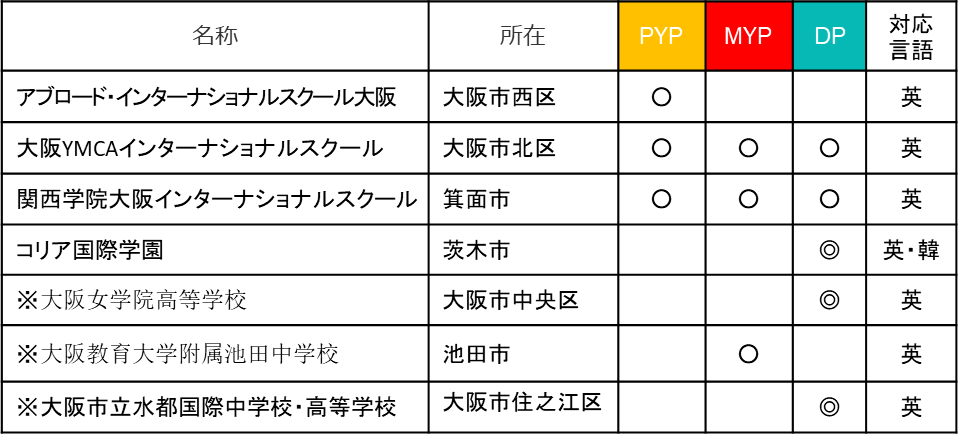 名称 所在 PYP MYP DP 対応言語
アブロード・インターナショナルスクール大阪 大阪市西区 〇 英
大阪YMCAインターナショナルスクール 大阪市北区 〇 〇 〇 英
関西学院大阪インターナショナルスクール 箕面市 〇 〇 〇 英
コリア国際学園 茨木市 ◎ 英・韓
※大阪女学院高等学校 大阪市中央区 ◎ 英
※大阪教育大学附属池田中学校 池田市 〇 英
※大阪市立水都国際中学校・高等学校 大阪市住之江区 ◎ 英